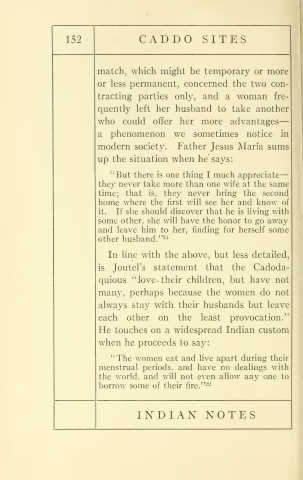 152
CADDO SITES
match, which might be temporary or more
or less permanent, concerned the two con-
tracting parties only, and a woman fre-
quently left her husband to take another
who could offer her more advantages—
a phenomenon we sometimes notice in
modern society. Father Jesus María sums
up the situation when he says:
"But there is one thing I much appreciate—
they never take more than one wife at the same
time; that is, they never bring the second
home where the first will see her and know of
it. If she should discover that he is living with
some other, she will have the honor to go away
and leave him to her, finding for herself some
other husband."21
In line with the above, but less detailed,
is Joutel's statement that the Cadoda-
quious "love their children, but have not
many, perhaps because the women do not
always stay with their husbands but leave
each other on the least provocation."
He touches on a widespread Indian custom
when he proceeds to say:
"The women eat and live apart during their
menstrual periods, and have no dealings with
the world, and will not even allow any one to
borrow some of their fire."22
INDIAN NOTES